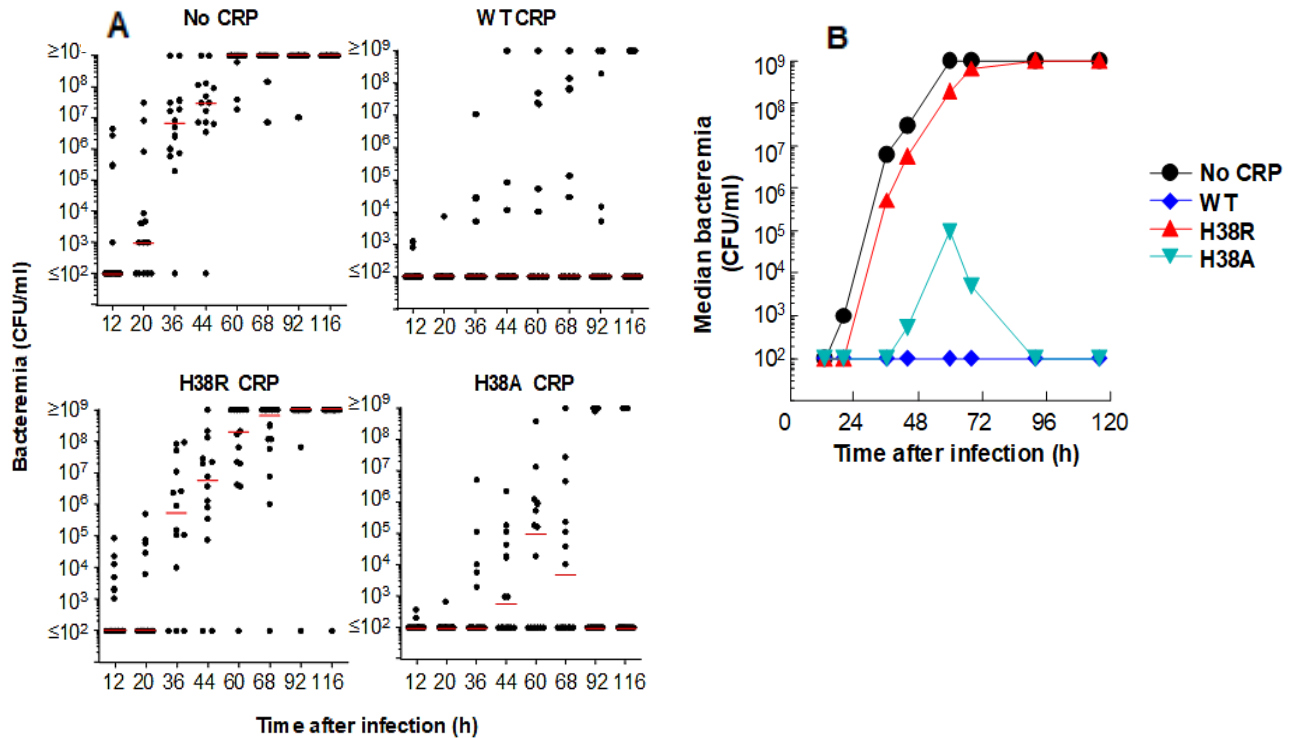 A
No CRP
≥10
10⁸
10⁷
10⁶
10⁵
10⁴
10³
≤10²
12 20 36 44 60 68 92 116
WT CRP
≥10⁹
10⁸
10⁷
10⁶
10⁵
10⁴
10³
≤10²
12 20 36 44 60 68 92 116
H38R CRP
≥10⁹
10⁸
10⁷
10⁶
10⁵
10⁴
10³
≤10²
12 20 36 44 60 68 92 116
H38A CRP
≥10⁹
10⁸
10⁷
10⁶
10⁵
10⁴
10³
≤10²
12 20 36 44 60 68 92 116
Bacteremia (CFU/ml)
Time after infection (h)
B
Median bacteremia
(CFU/ml)
10⁹
10⁸
10⁷
10⁶
10⁵
10⁴
10³
10²
0 24 48 72 96 120
Time after infection (h)
No CRP
WT
H38R
H38A